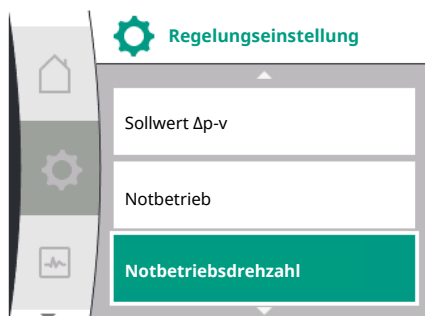 Regelungseinstellung
Sollwert Δp-v
Notbetrieb
Notbetriebsdrehzahl